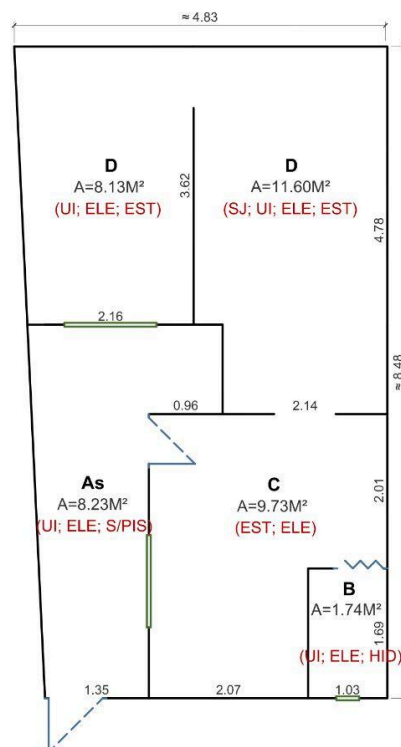 ≈ 4.83
D
A=8.13M²
(UI; ELE; EST)
3.62
D
A=11.60M²
(SJ; UI; ELE; EST)
4.78
2.16
≈ 8.48
0.96
2.14
As
A=8.23M²
(UI; ELE; S/PIS)
C
A=9.73M²
(EST; ELE)
2.01
B
A=1.74M²
1.69
(UI; ELE; HID)
1.35
2.07
1.03